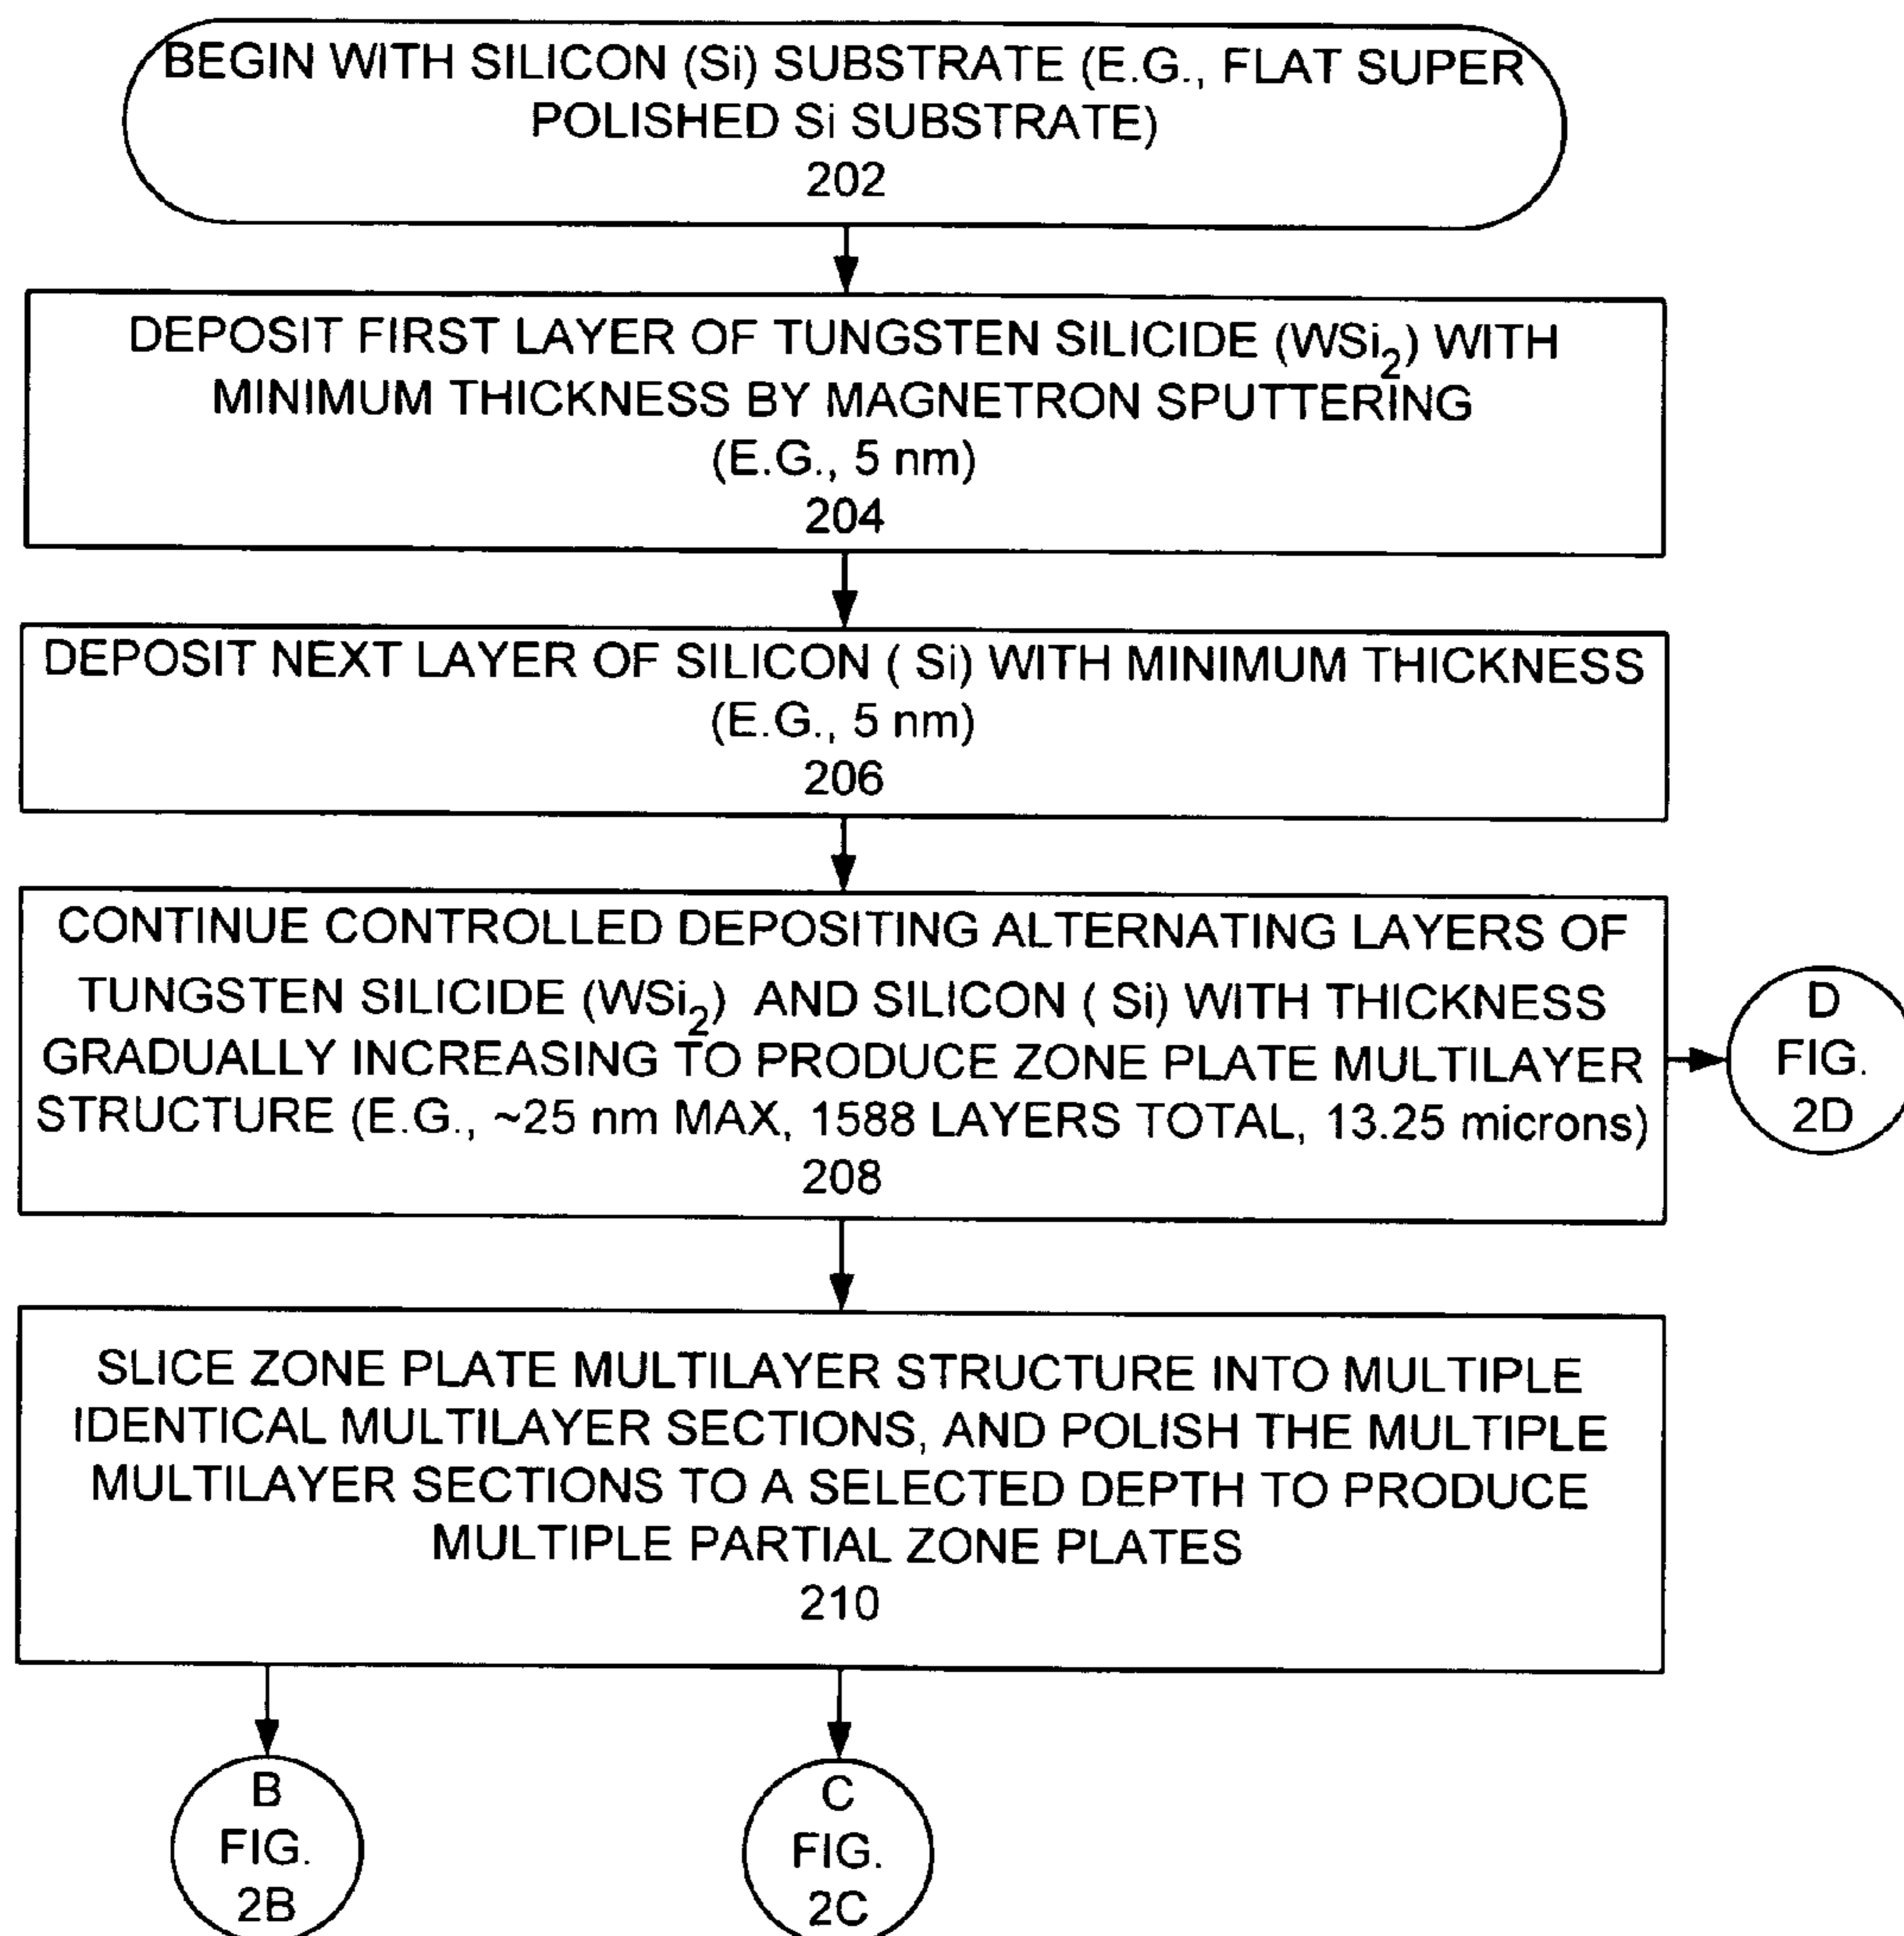 BEGIN WITH SILICON (Si) SUBSTRATE (E.G., FLAT SUPER
POLISHED Si SUBSTRATE)
202
DEPOSIT FIRST LAYER OF TUNGSTEN SILICIDE (WSi₂) WITH
MINIMUM THICKNESS BY MAGNETRON SPUTTERING
(E.G., 5 nm)
204
DEPOSIT NEXT LAYER OF SILICON ( Si) WITH MINIMUM THICKNESS
(E.G., 5 nm)
206
CONTINUE CONTROLLED DEPOSITING ALTERNATING LAYERS OF
TUNGSTEN SILICIDE (WSi₂) AND SILICON ( Si) WITH THICKNESS
GRADUALLY INCREASING TO PRODUCE ZONE PLATE MULTILAYER
STRUCTURE (E.G., ~25 nm MAX, 1588 LAYERS TOTAL, 13.25 microns)
208
D
FIG.
2D
SLICE ZONE PLATE MULTILAYER STRUCTURE INTO MULTIPLE
IDENTICAL MULTILAYER SECTIONS, AND POLISH THE MULTIPLE
MULTILAYER SECTIONS TO A SELECTED DEPTH TO PRODUCE
MULTIPLE PARTIAL ZONE PLATES
210
B
FIG.
2B
C
FIG.
2C